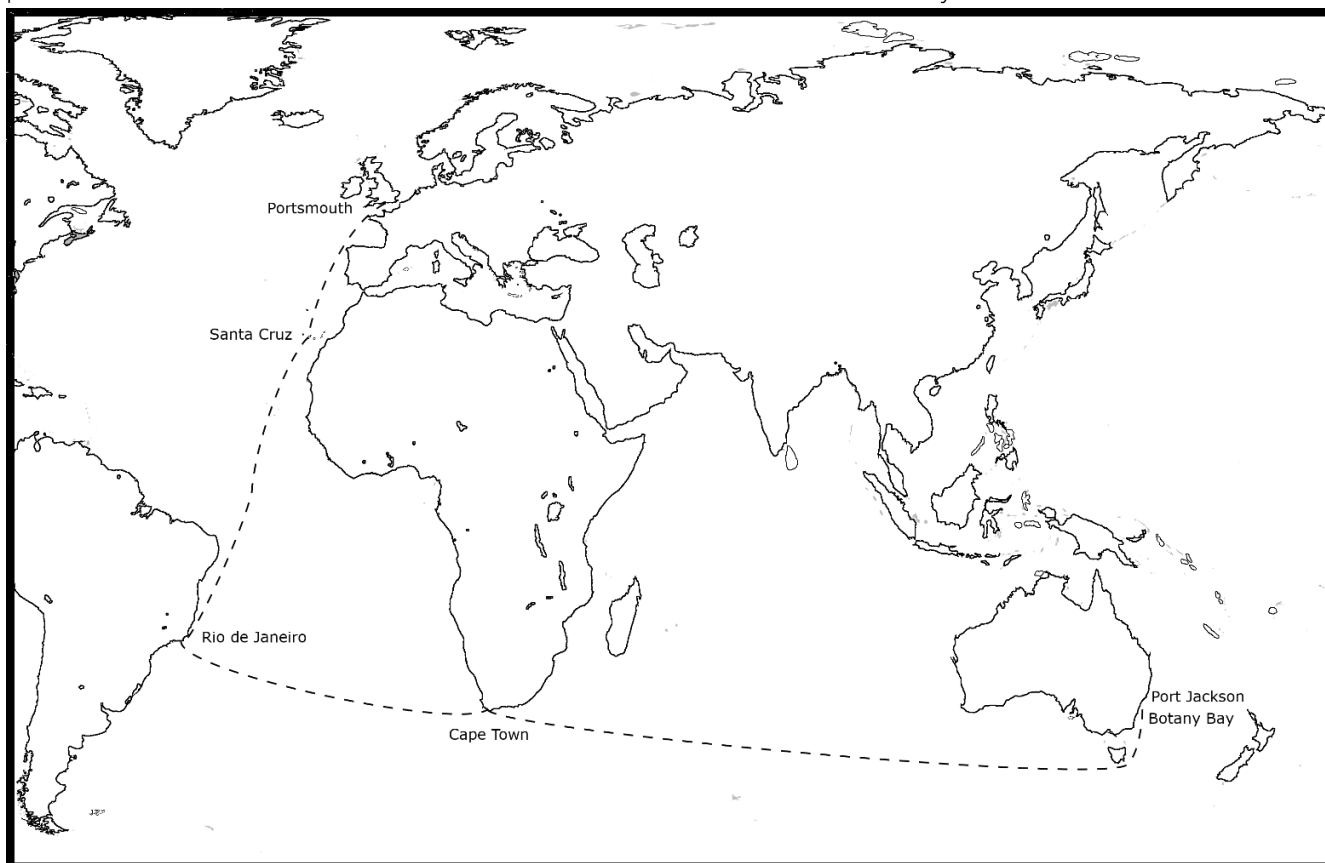 Portsmouth
Santa Cruz
Rio de Janeiro
Cape Town
Port Jackson
Botany Bay